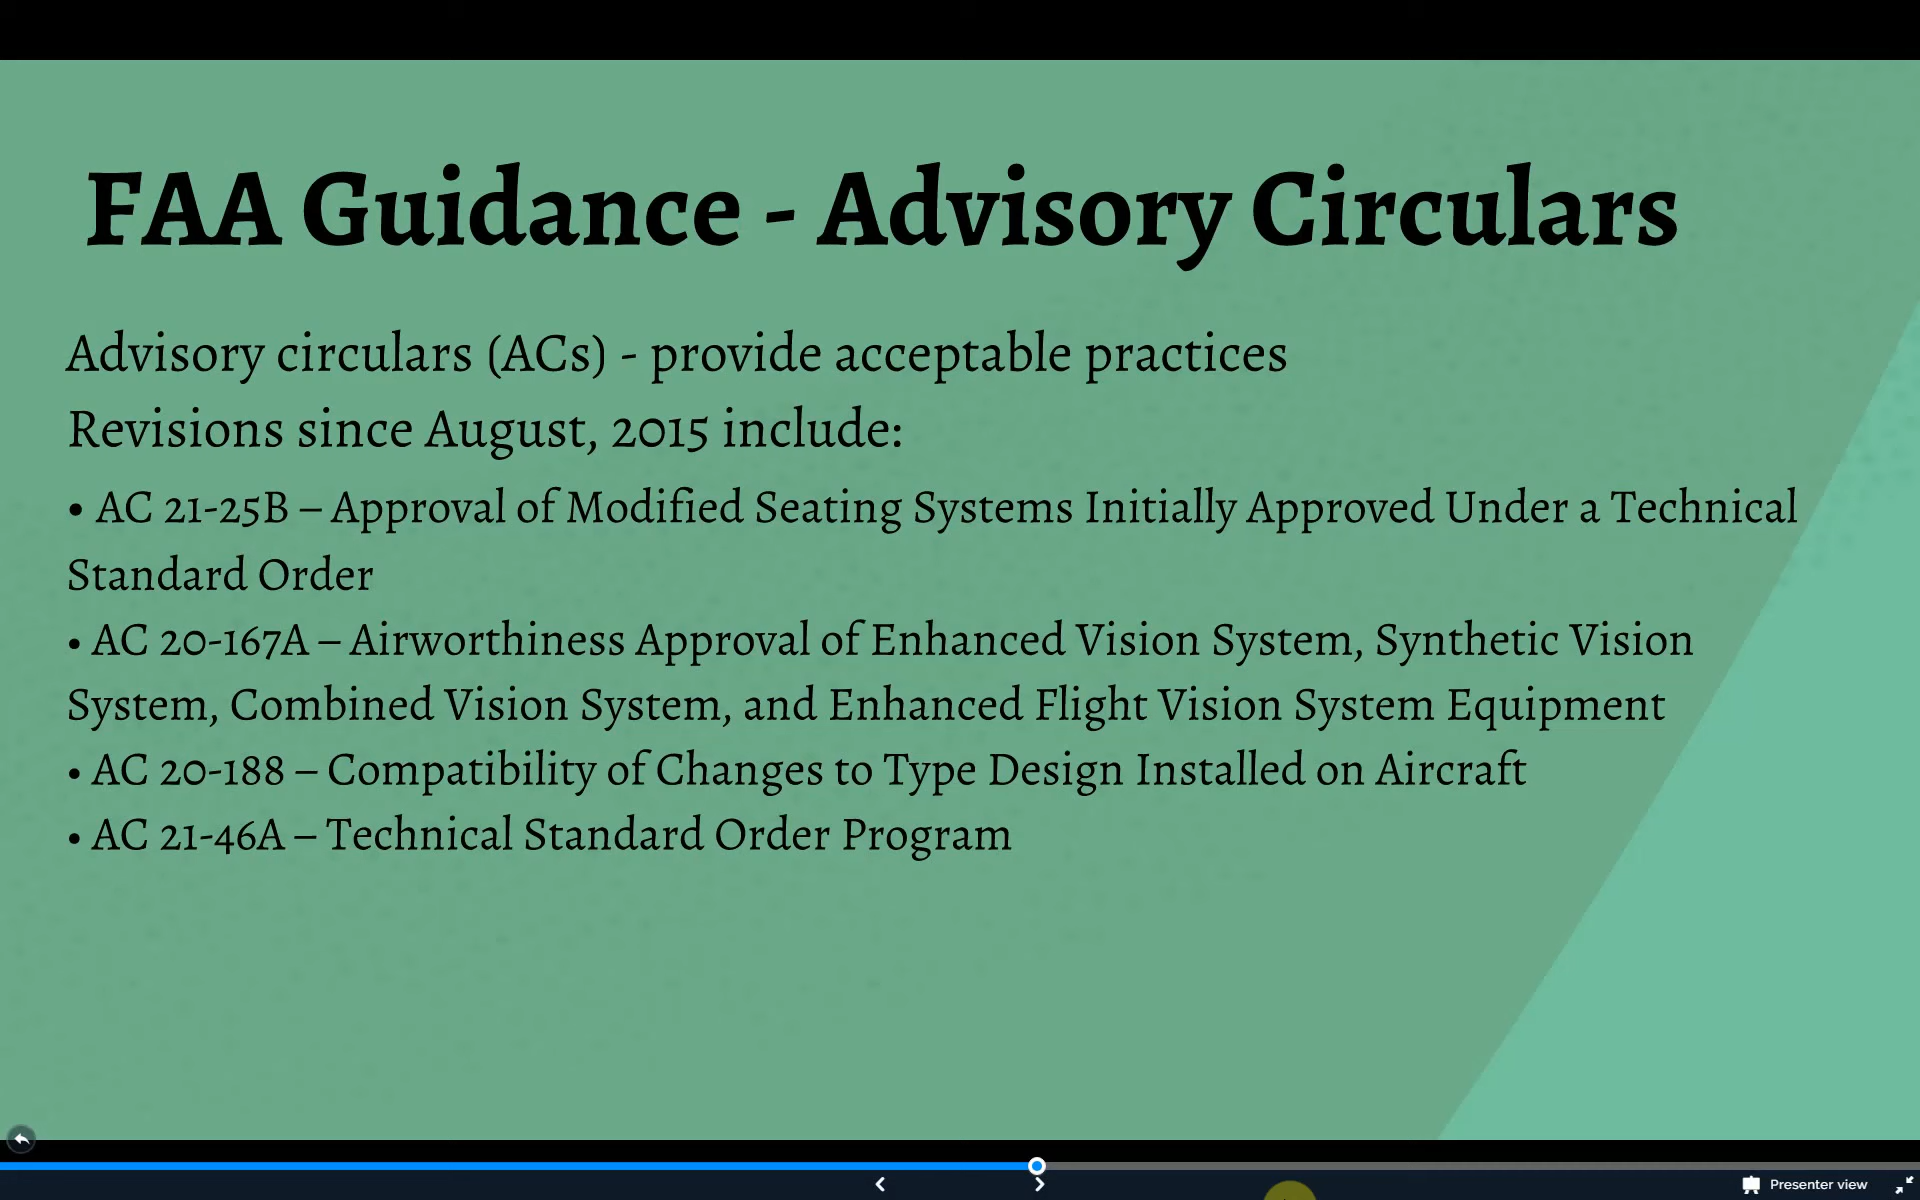 FAA Guidance - Advisory Circulars
Advisory circulars (ACs) - provide acceptable practices
Revisions since August, 2015 include:
• AC 21-25B – Approval of Modified Seating Systems Initially Approved Under a Technical
Standard Order
• AC 20-167A – Airworthiness Approval of Enhanced Vision System, Synthetic Vision
System, Combined Vision System, and Enhanced Flight Vision System Equipment
• AC 20-188 – Compatibility of Changes to Type Design Installed on Aircraft
• AC 21-46A – Technical Standard Order Program
Presenter view